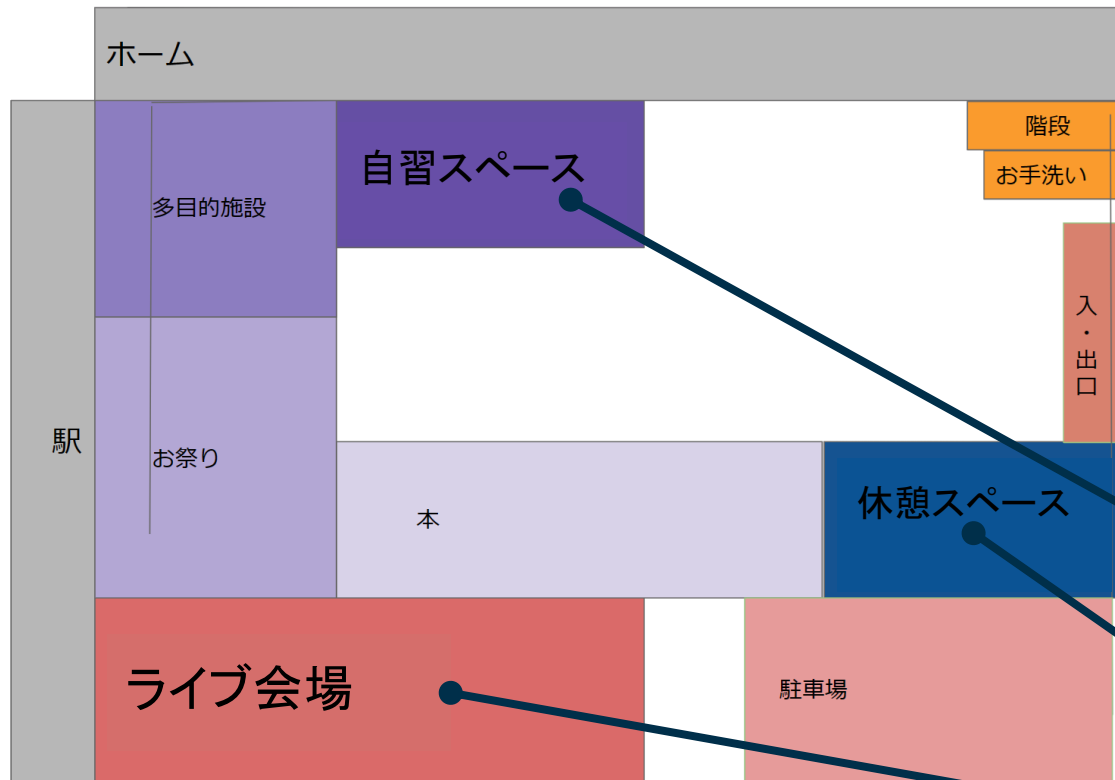 ホーム
階段
自習スペース
お手洗い
多目的施設
入・出口
駅
お祭り
休憩スペース
本
ライブ会場
駐車場